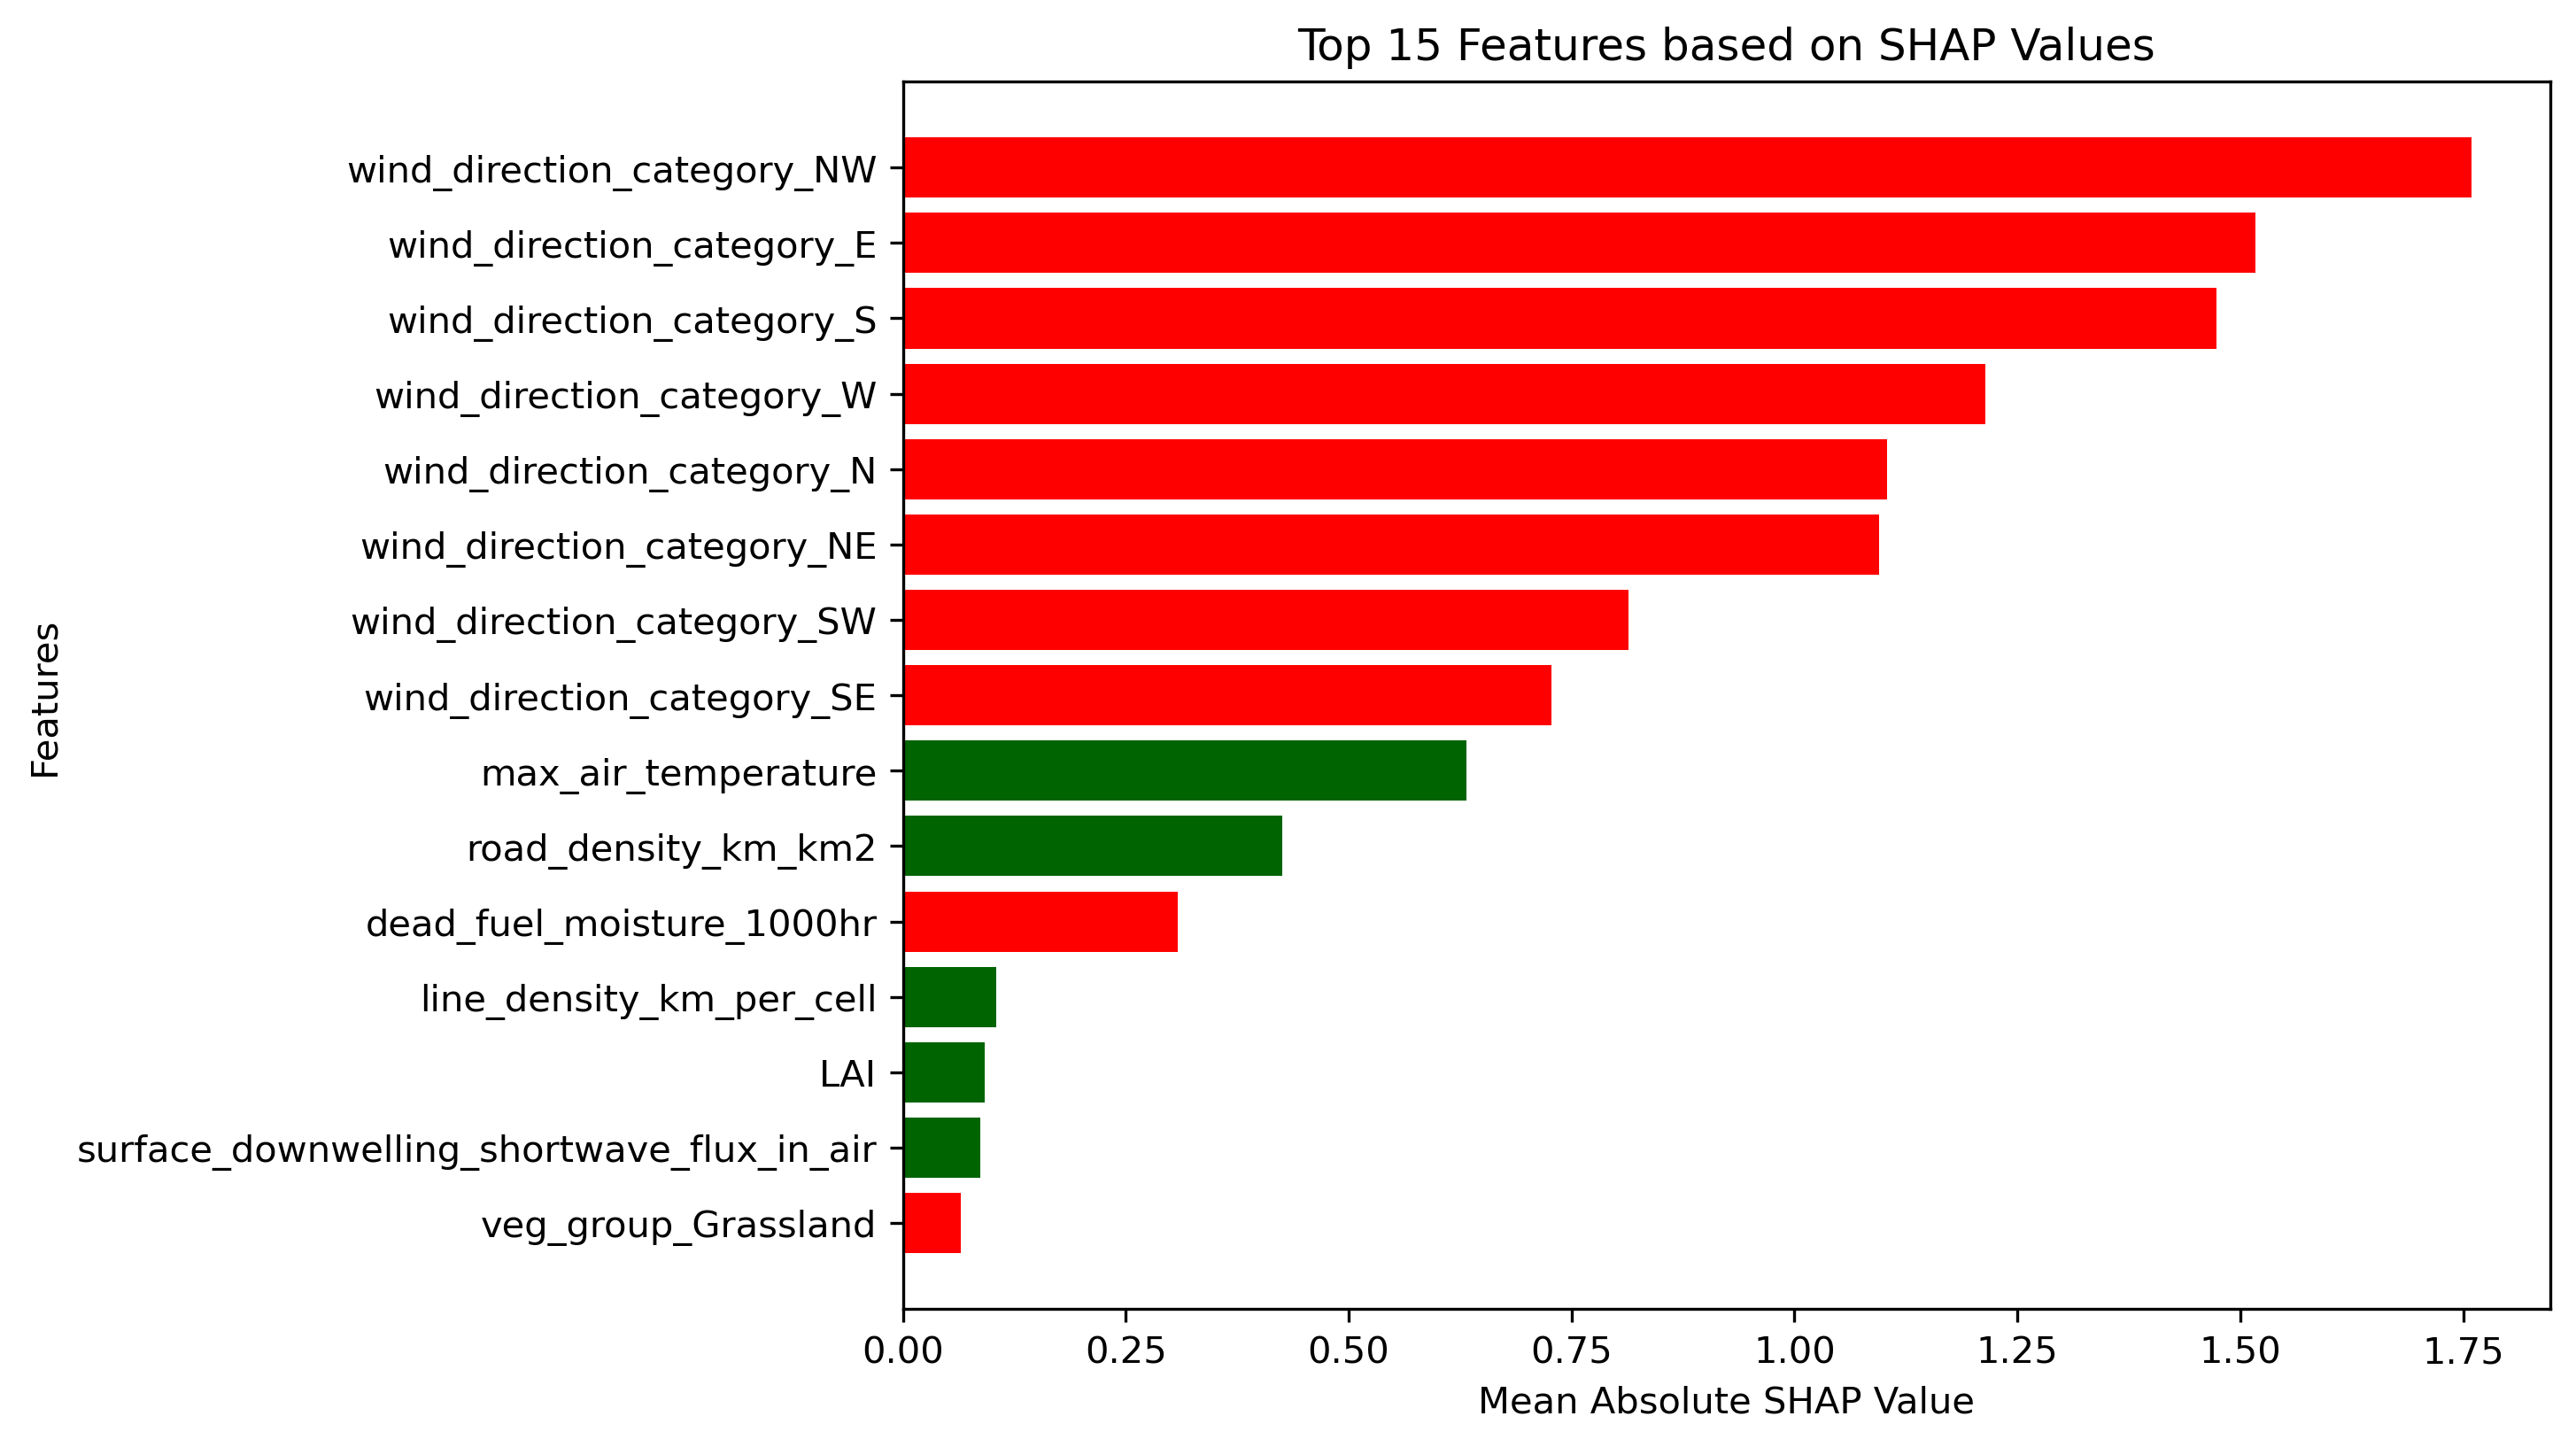 Top 15 Features based on SHAP Values
Features
wind_direction_category_NW
wind_direction_category_E
wind_direction_category_S
wind_direction_category_W
wind_direction_category_N
wind_direction_category_NE
wind_direction_category_SW
wind_direction_category_SE
max_air_temperature
road_density_km_km2
dead_fuel_moisture_1000hr
line_density_km_per_cell
LAI
surface_downwelling_shortwave_flux_in_air
veg_group_Grassland
0.00 0.25 0.50 0.75 1.00 1.25 1.50 1.75
Mean Absolute SHAP Value